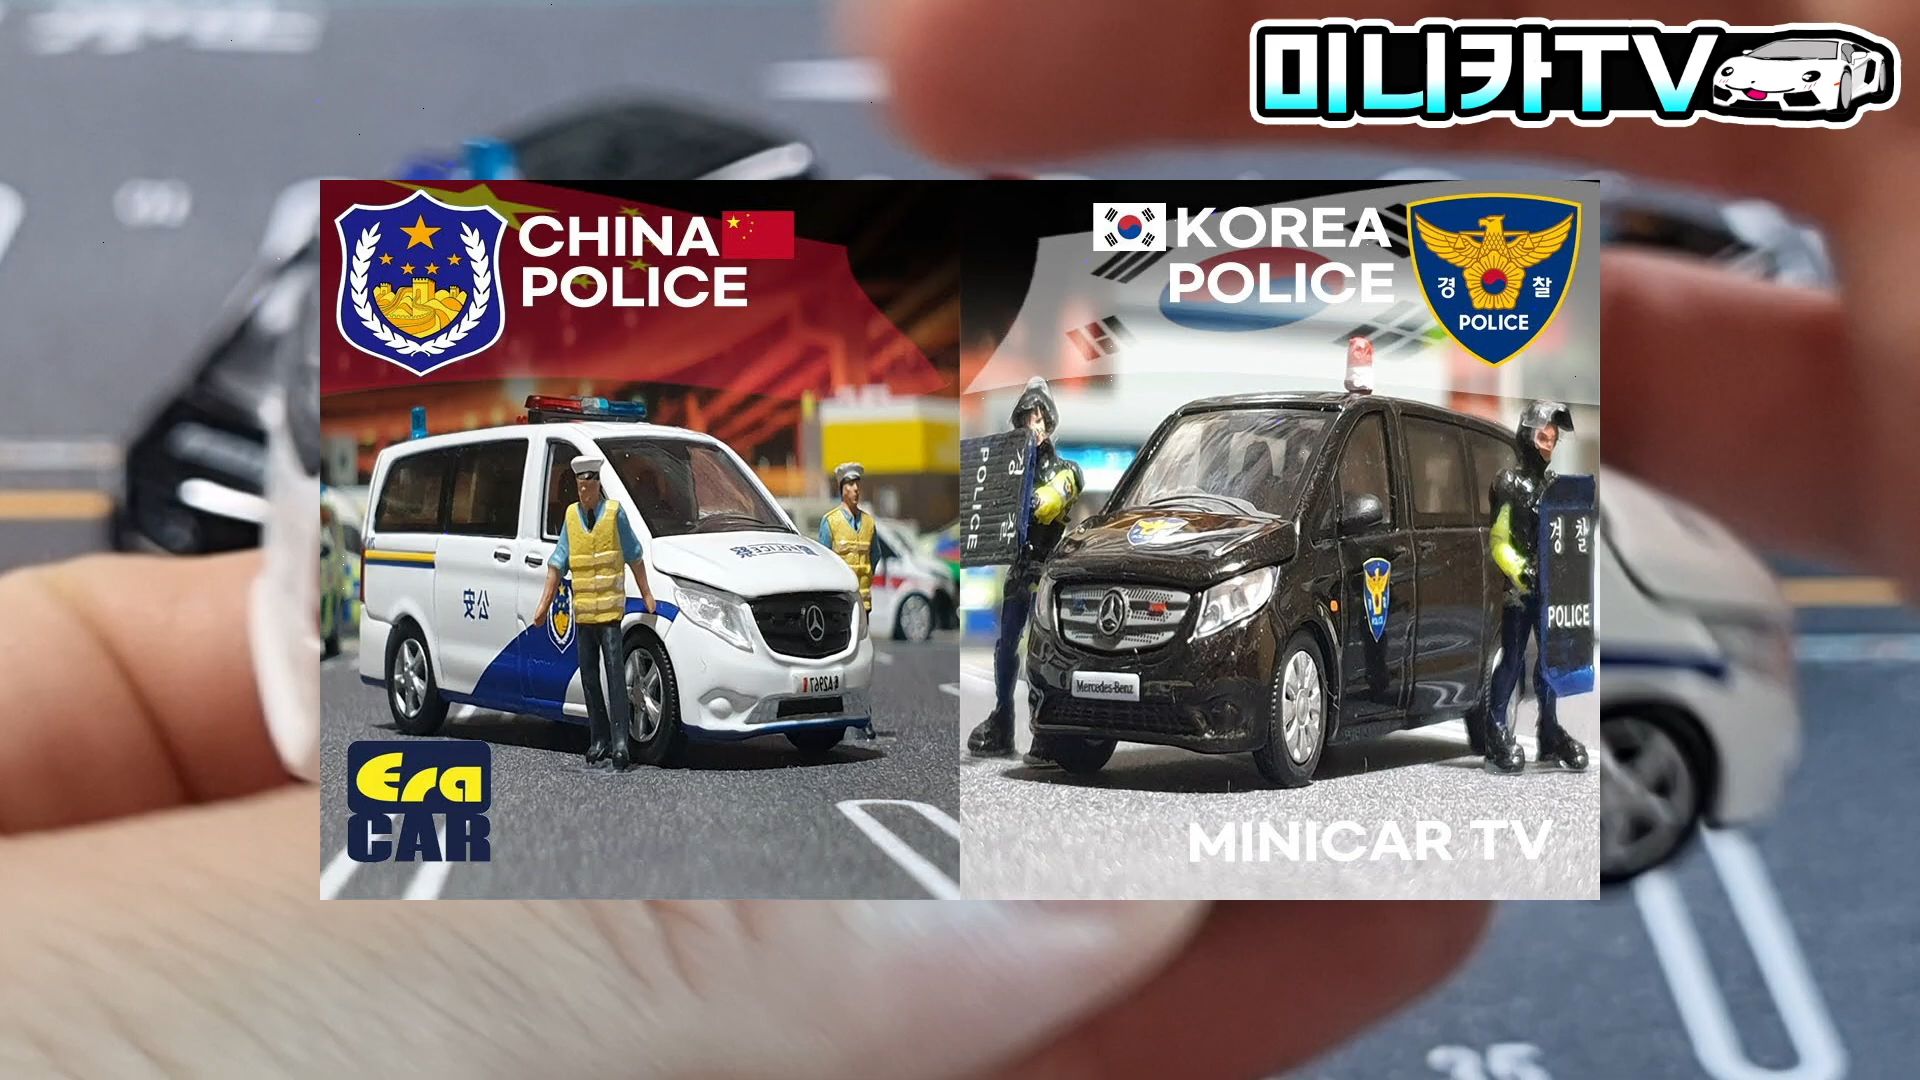 미니카TV
CHINA
POLICE
KOREA
POLICE
경 찰
POLICE
경찰
POLICE
安公
Mercedes-Benz
경 찰
POLICE
Era
CAR
MINICAR TV
35